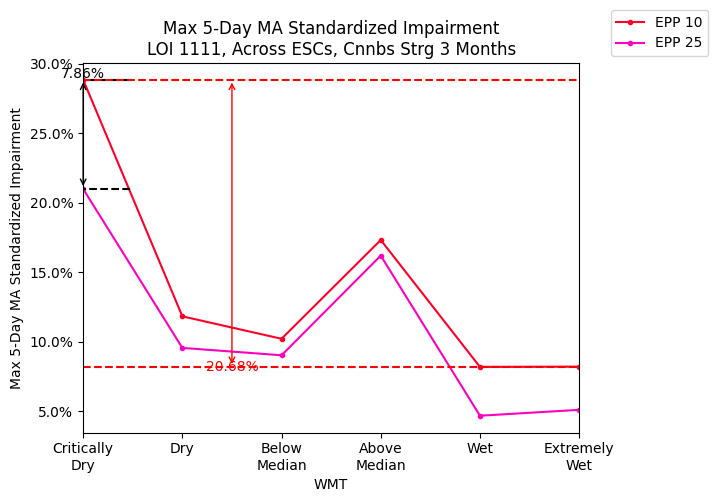 Max 5-Day MA Standardized Impairment
LOI 1111, Across ESCs, Cnnbs Strg 3 Months
EPP 10
EPP 25
Max 5-Day MA Standardized Impairment
30.0%
25.0%
20.0%
15.0%
10.0%
5.0%
7.86%
20.68%
Critically
Dry
Dry
Below
Median
Above
Median
Wet
Extremely
Wet
WMT